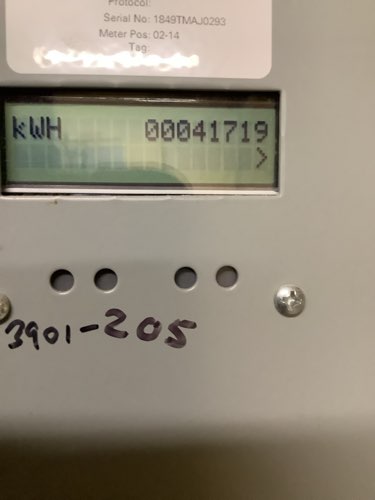 Protocol:
Serial No: 1849TMAJ0293
Meter Pos: 02-14
Tag:
kWH 00041719
>
3901-205